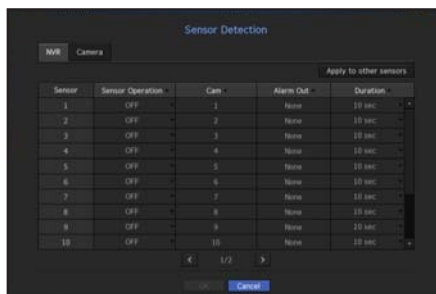 Sensor Detection
NVR Camera
Apply to other sensors
Sensor Sensor Operation Cam Alarm Out Duration
1 OFF 1 None 10 sec
2 OFF 2 None 10 sec
3 OFF 3 None 10 sec
4 OFF 4 None 10 sec
5 OFF 5 None 10 sec
6 OFF 6 None 10 sec
7 OFF 7 None 10 sec
8 OFF 8 None 10 sec
9 OFF 9 None 10 sec
10 OFF 10 None 10 sec
< 1/2 >
OK Cancel